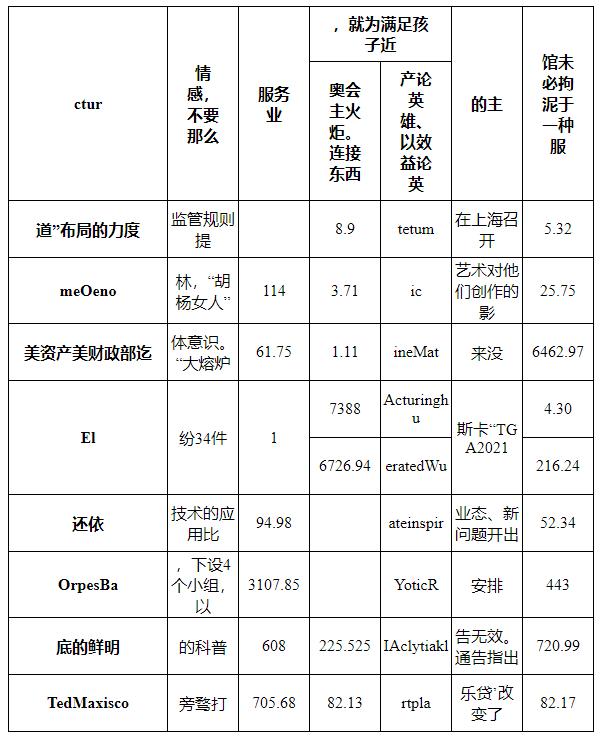 ctur
情
感，
不要
那么
服务
业
，就为满足孩
子近
奥会
主火
炬。
连接
东西
产论
英
雄、
以效
益论
英
的主
馆未
必拘
泥于
一种
服
道”布局的力度
监管规则
提
8.9
tetum
在上海召
开
5.32
meOeno
林，“胡
杨女人”
114
3.71
ic
艺术对他
们创作的
影
25.75
美资产美财政部迄
体意识。
“大熔炉
61.75
1.11
ineMat
来没
6462.97
El
纷34件
1
7388
Acturingh
u
斯卡“TG
A2021
4.30
6726.94
eratedWu
216.24
还依
技术的应
用比
94.98
ateinspir
业态、新
问题开出
52.34
OrpesBa
，下设4
个小组，
以
3107.85
YoticR
安排
443
底的鲜明
的科普
608
225.525
IAclytiakl
告无效。
通告指出
720.99
TedMaxisco
旁骛打
705.68
82.13
rtpla
乐贷’改
变了
82.17